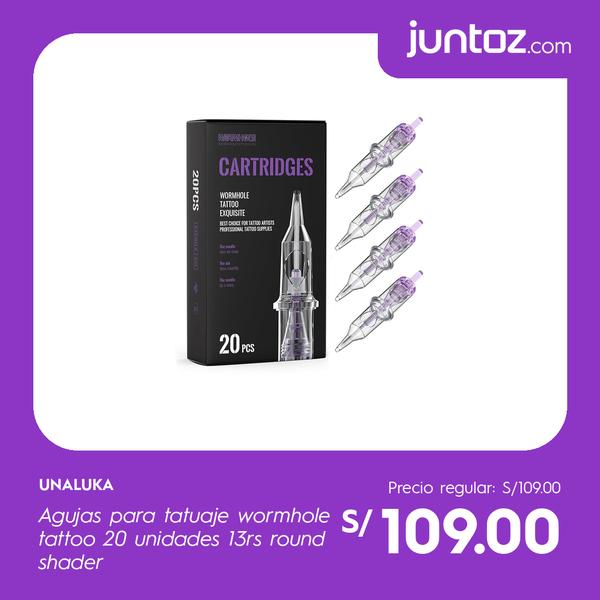 juntoz.com
CARTRIDGES
WORMHOLE
TATTOO
EXQUISITE
BEST CHOICE FOR TATTOO ARTISTS
PROFESSIONAL TATTOO SUPPLIES
20PCS
20 PCS
UNALUKA
Agujas para tatuaje wormhole
tattoo 20 unidades 13rs round
shader
Precio regular: S/109.00
S/ 109.00